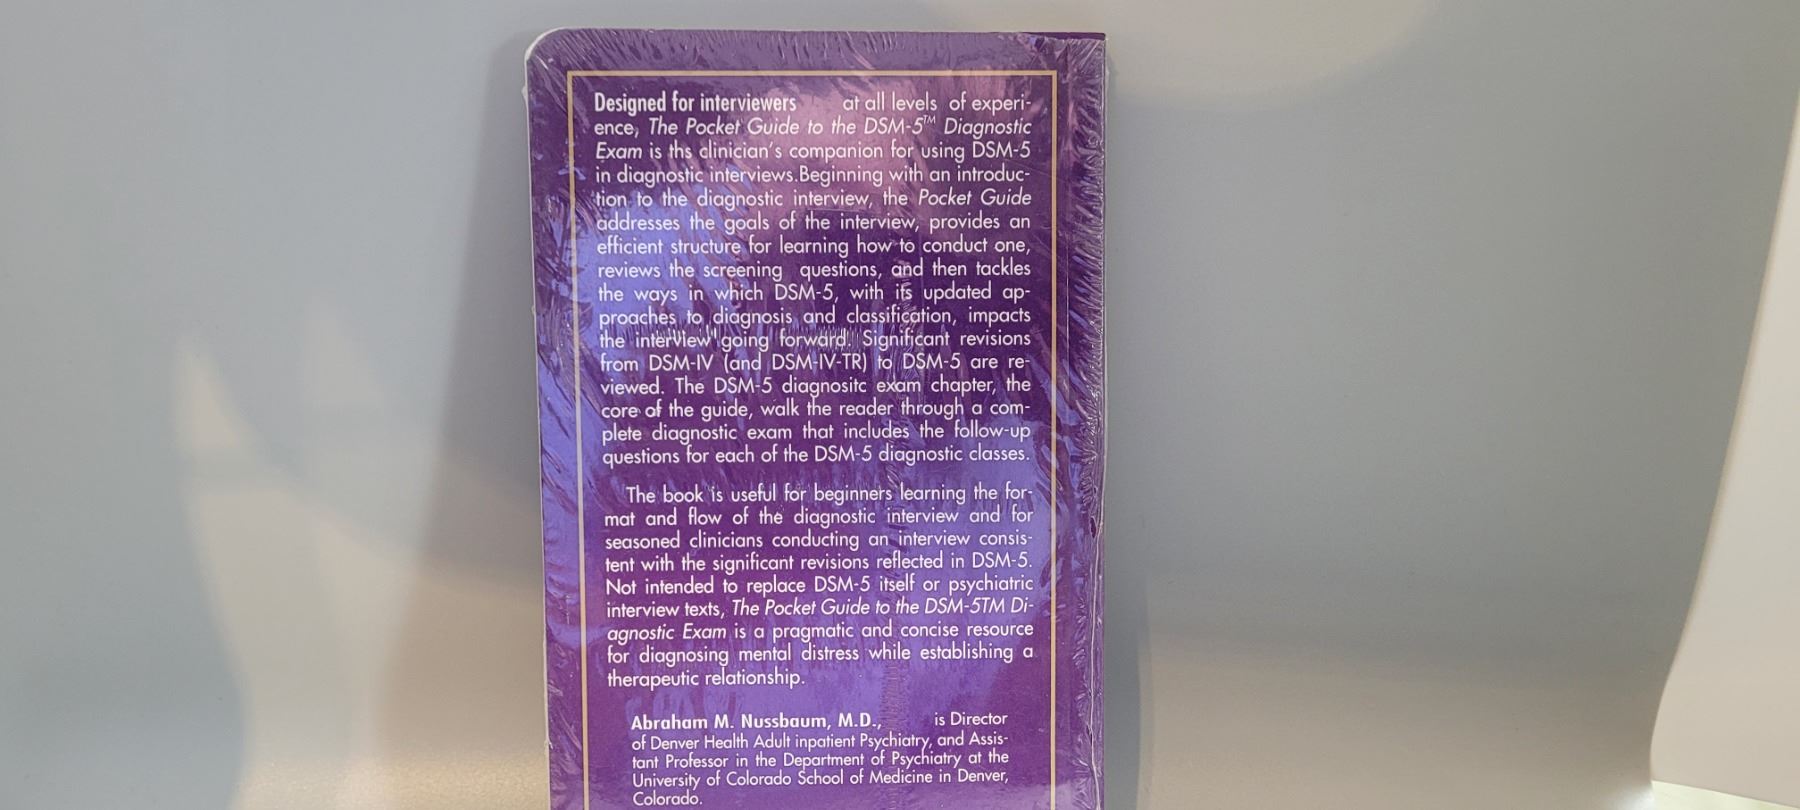 Designed for interviewers at all levels of experi-
ence, The Pocket Guide to the DSM-5™ Diagnostic
Exam is ths clinician's companion for using DSM-5
in diagnostic interviews.Beginning with an introduc-
tion to the diagnostic interview, the Pocket Guide
addresses the goals of the interview, provides an
efficient structure for learning how to conduct one,
reviews the screening questions, and then tackles
the ways in which DSM-5, with its updated ap-
proaches to diagnosis and classification, impacts
the interview going forward. Significant revisions
from DSM-IV (and DSM-IV-TR) to DSM-5 are re-
viewed. The DSM-5 diagnositc exam chapter, the
core of the guide, walk the reader through a com-
plete diagnostic exam that includes the follow-up
questions for each of the DSM-5 diagnostic classes.
The book is useful for beginners learning the for-
mat and flow of the diagnostic interview and for
seasoned clinicians conducting an interview consis-
tent with the significant revisions reflected in DSM-5.
Not intended to replace DSM-5 itself or psychiatric
interview texts, The Pocket Guide to the DSM-5TM Di-
agnostic Exam is a pragmatic and concise resource
for diagnosing mental distress while establishing a
therapeutic relationship.
Abraham M. Nussbaum, M.D., is Director
of Denver Health Adult inpatient Psychiatry, and Assis-
tant Professor in the Department of Psychiatry at the
University of Colorado School of Medicine in Denver,
Colorado.